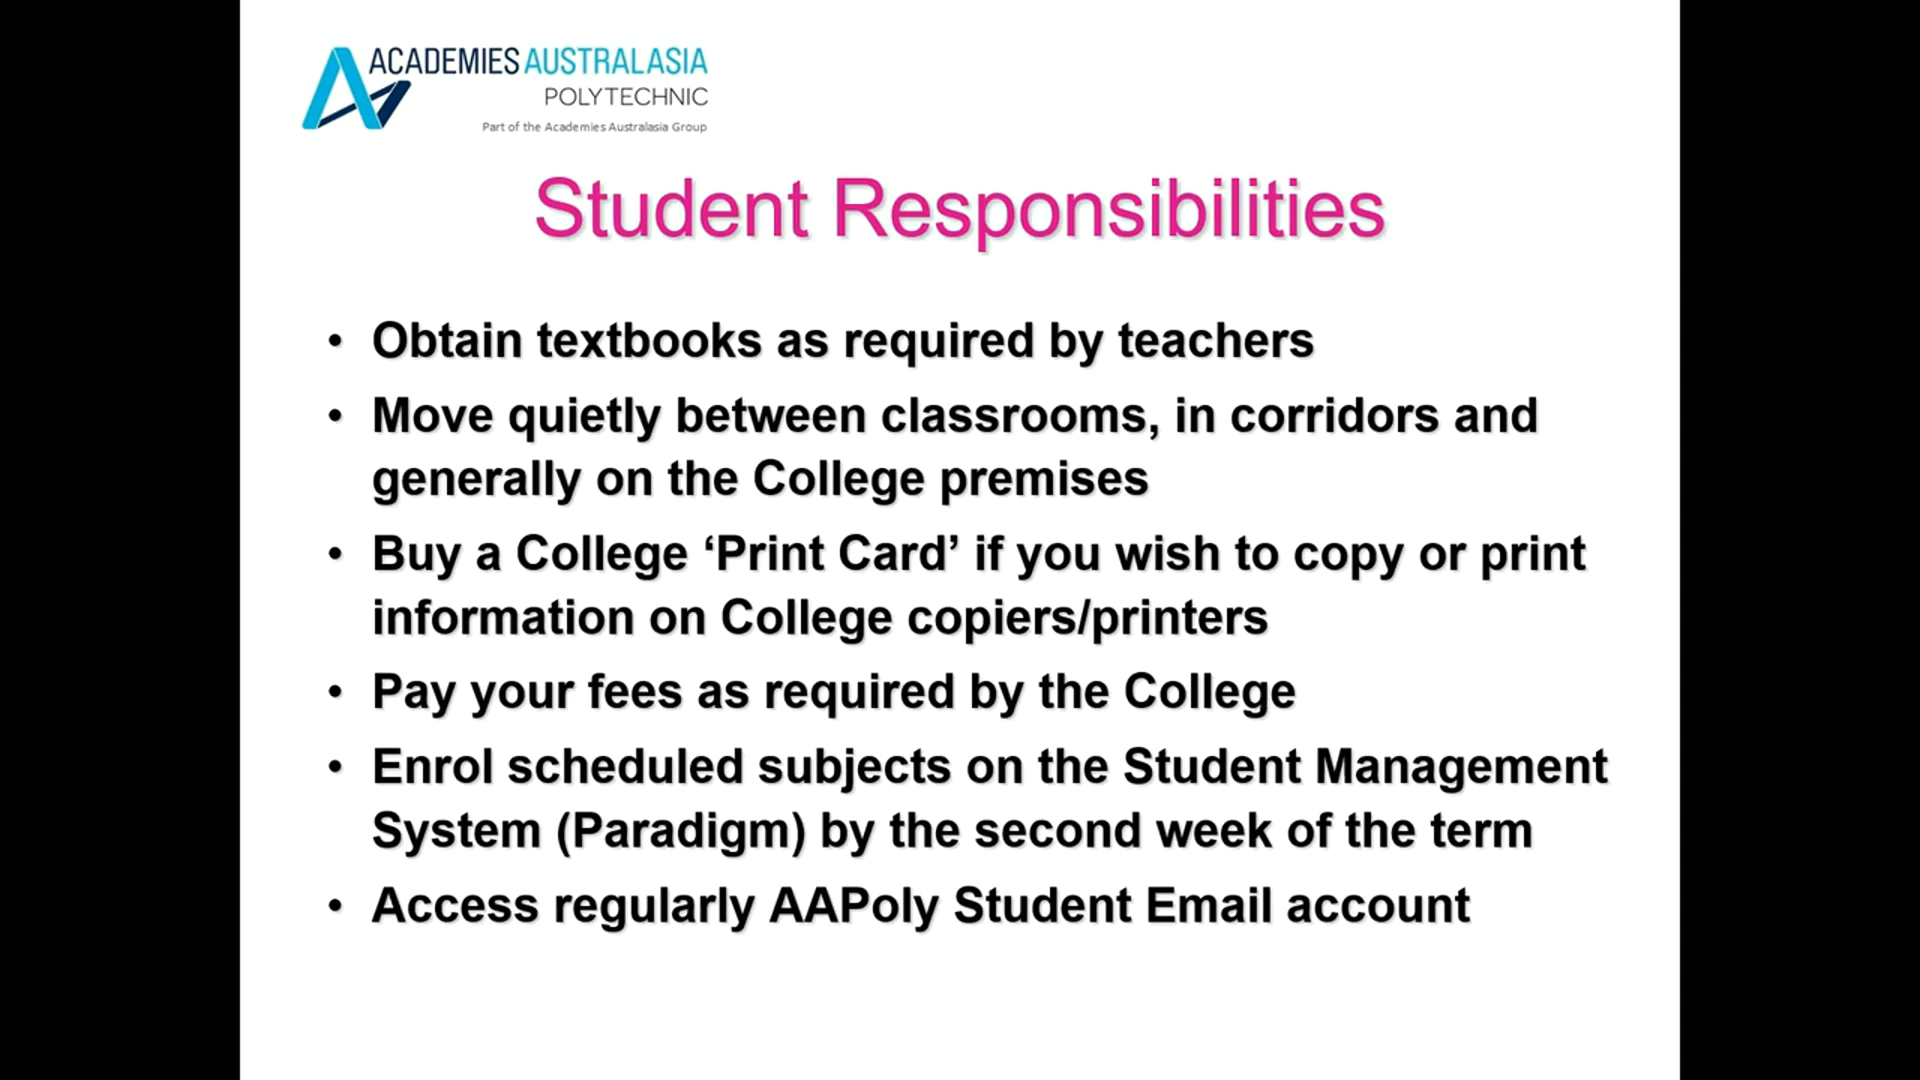 ACADEMIES AUSTRALASIA
POLYTECHNIC
Part of the Academies Australasia Group
Student Responsibilities
• Obtain textbooks as required by teachers
• Move quietly between classrooms, in corridors and
generally on the College premises
• Buy a College ‘Print Card’ if you wish to copy or print
information on College copiers/printers
• Pay your fees as required by the College
• Enrol scheduled subjects on the Student Management
System (Paradigm) by the second week of the term
• Access regularly AAPoly Student Email account